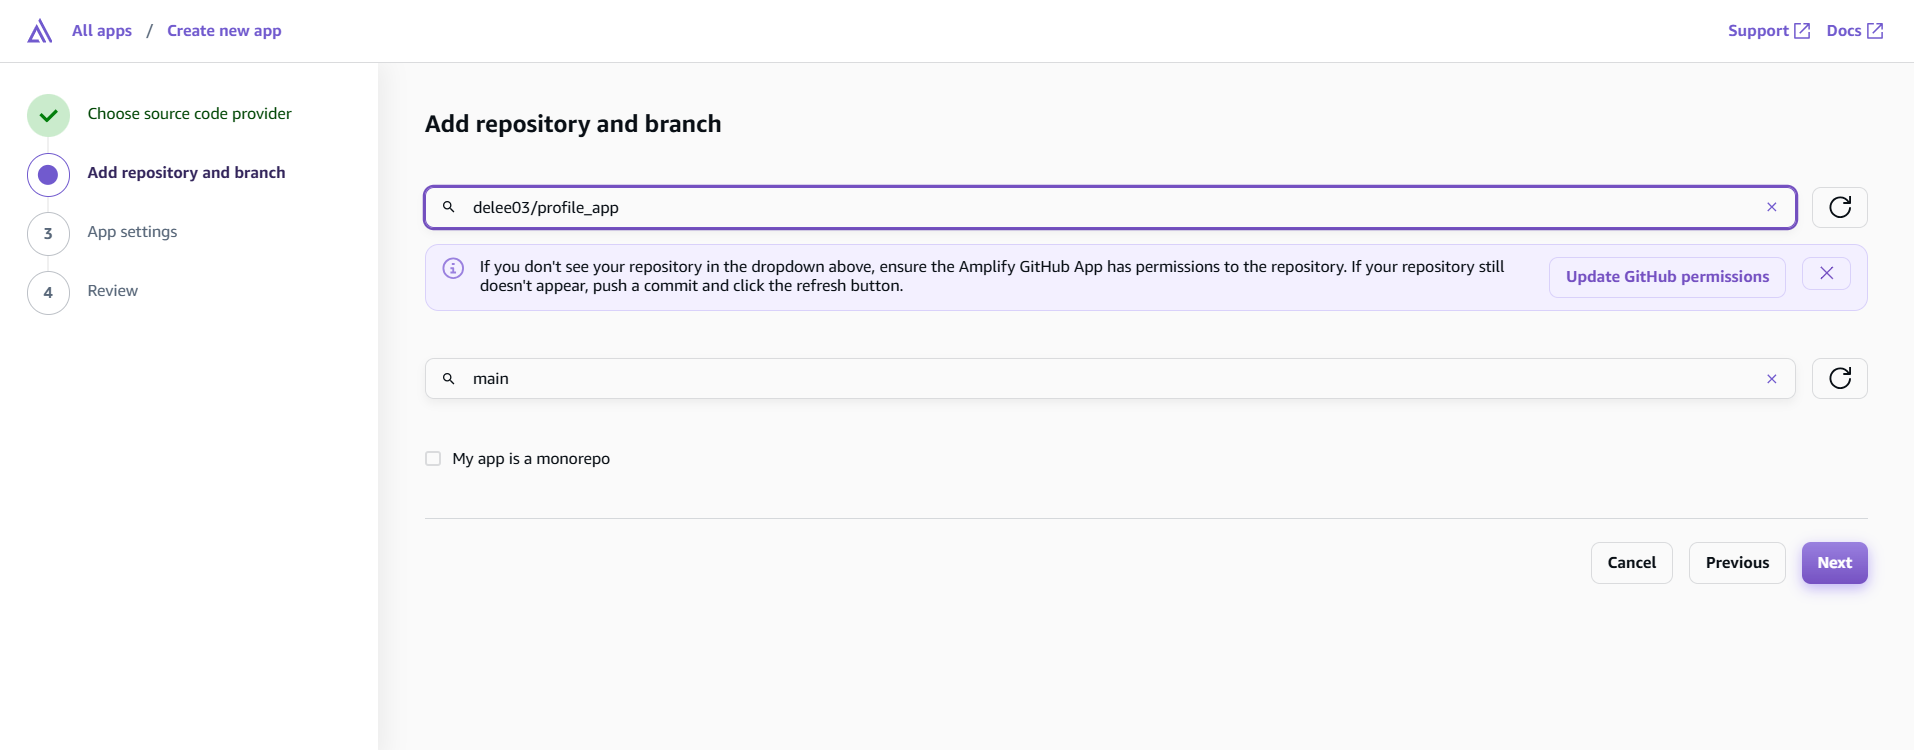 All apps / Create new app
Support
Docs
Choose source code provider
Add repository and branch
3 App settings
4 Review
Add repository and branch
delee03/profile_app
If you don't see your repository in the dropdown above, ensure the Amplify GitHub App has permissions to the repository. If your repository still
doesn't appear, push a commit and click the refresh button.
Update GitHub permissions
main
My app is a monorepo
Cancel
Previous
Next